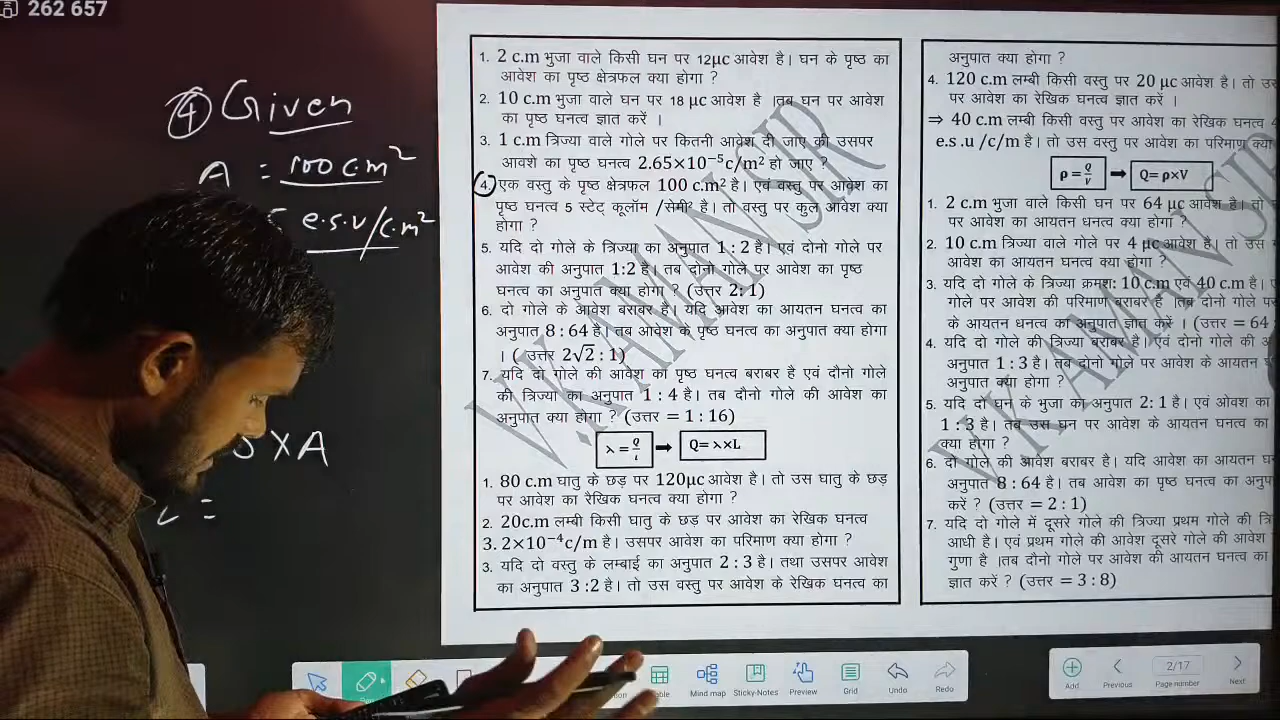 262 657
④ Given
A = 100 cm²
5 e.s.u/c.m²
σ × A
=
1. 2 c.m भुजा वाले किसी घन पर 12μc आवेश है। घन के पृष्ठ का
आवेश का पृष्ठ क्षेत्रफल क्या होगा ?
2. 10 c.m भुजा वाले घन पर 18 μc आवेश है ।तब घन पर आवेश
का पृष्ठ घनत्व ज्ञात करें ।
3. 1 c.m त्रिज्या वाले गोले पर कितनी आवेश दी जाए की उसपर
आवशे का पृष्ठ घनत्व 2.65×10⁻⁵c/m² हो जाए ?
4. एक वस्तु के पृष्ठ क्षेत्रफल 100 c.m² है। एवं वस्तु पर आवेश का
पृष्ठ घनत्व 5 स्टेट् कूलॉम /सेमी² है। तो वस्तु पर कुल आवेश क्या
होगा ?
5. यदि दो गोले के त्रिज्या का अनुपात 1 : 2 है। एवं दोनो गोले पर
आवेश की अनुपात 1:2 है। तब दोनो गोले पर आवेश का पृष्ठ
घनत्व का अनुपात क्या होगा ? (उत्तर 2: 1)
6. दो गोले के आवेश बराबर है। यदि आवेश का आयतन घनत्व का
अनुपात 8 : 64 है। तब आवेश के पृष्ठ घनत्व का अनुपात क्या होगा
। ( उत्तर 2√2 : 1)
7. यदि दो गोले की आवेश का पृष्ठ घनत्व बराबर है एवं दौनो गोले
की त्रिज्या का अनुपात 1 : 4 है। तब दौनो गोले की आवेश का
अनुपात क्या होगा ? (उत्तर = 1 : 16)
λ = Q/L ➡ Q= λ×L
1. 80 c.m धातु के छड़ पर 120μc आवेश है। तो उस धातु के छड़
पर आवेश का रैखिक घनत्व क्या होगा ?
2. 20c.m लम्बी किसी धातु के छड़ पर आवेश का रेखिक घनत्व
3. 2×10⁻⁴c/m है। उसपर आवेश का परिमाण क्या होगा ?
3. यदि दो वस्तु के लम्बाई का अनुपात 2 : 3 है। तथा उसपर आवेश
का अनुपात 3 :2 है। तो उस वस्तु पर आवेश के रेखिक घनत्व का
अनुपात क्या होगा ?
4. 120 c.m लम्बी किसी वस्तु पर 20 μc आवेश है। तो
पर आवेश का रेखिक घनत्व ज्ञात करें ।
⇒ 40 c.m लम्बी किसी वस्तु पर आवेश का रेखिक घनत्व
e.s.u /c/m है। तो उस वस्तु पर आवेश का परिमाण क्या
ρ = Q/V ➡ Q= ρ×V
1. 2 c.m भुजा वाले किसी घन पर 64 μc आवेश है। तो
पर आवेश का आयतन धनत्व क्या होगा ?
2. 10 c.m त्रिज्या वाले गोले पर 4 μc आवेश है। तो उस
आवेश का आयतन घनत्व क्या होगा ?
3. यदि दो गोले के त्रिज्या क्रमश: 10 c.m एवं 40 c.m है।
गोले पर आवेश की परिमाण बराबर है तब दोनो गोले
के आयतन धनत्व का अनुपात ज्ञात करें । (उत्तर = 64
4. यदि दो गोले की त्रिज्या बराबर है। एवं दोनो गोले की
अनुपात 1 : 3 है। तब दोनो गोले पर आवेश के आयतन
अनुपात क्या होगा ?
5. यदि दो घन के भुजा का अनुपात 2: 1 है। एवं ओवश का
1 : 3 है। तब उस घन पर आवेश के आयतन घनत्व का
क्या होगा ?
6. दो गोले की आवेश बराबर है। यदि आवेश का आयतन
अनुपात 8 : 64 है। तब आवेश का पृष्ठ घनत्व का
करें ? (उत्तर = 2 : 1)
7. यदि दो गोले में दूसरे गोले की त्रिज्या प्रथम गोले की
आधी है। एवं प्रथम गोले की आवेश दूसरे गोले की आवेश
गुणा है ।तब दौनो गोले पर आवेश की आयतन घनत्व का
ज्ञात करें ? (उत्तर = 3 : 8)
V.K AMAN SIR
V.K AMAN SIR
Mind map
Sticky-Notes
Preview
Grid
Undo
Redo
Add
Previous
2/17
Page number
Next